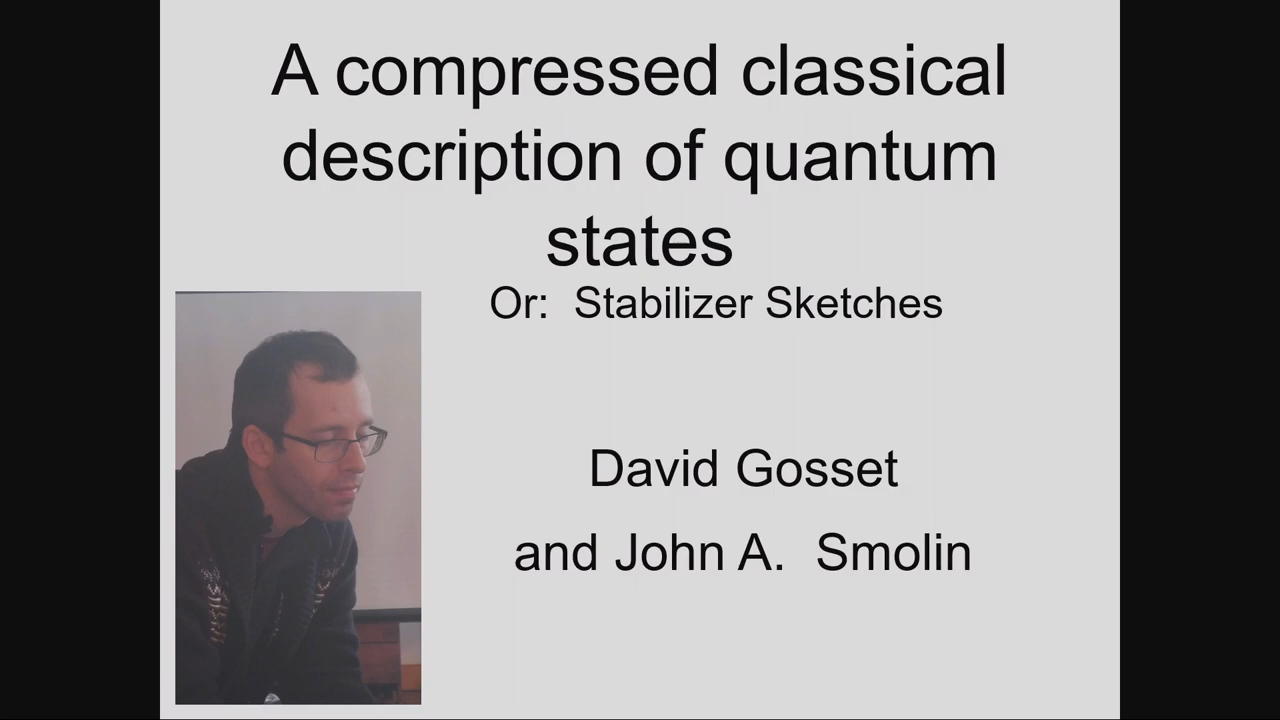 A compressed classical
description of quantum
states
Or: Stabilizer Sketches
David Gosset
and John A. Smolin